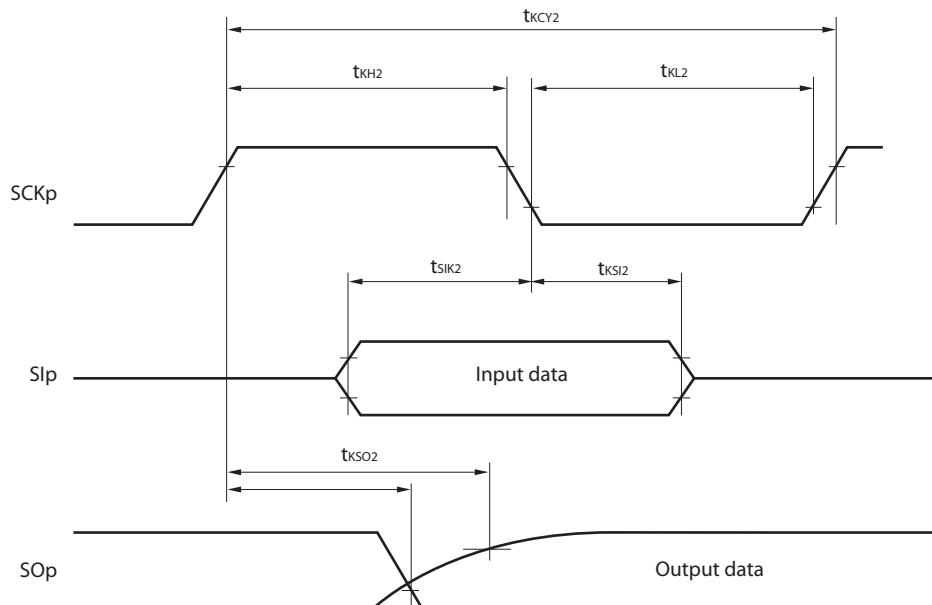 tKCY2
tKH2
tKL2
SCKp
tSIK2
tKSI2
SIp
Input data
tKSO2
SOp
Output data